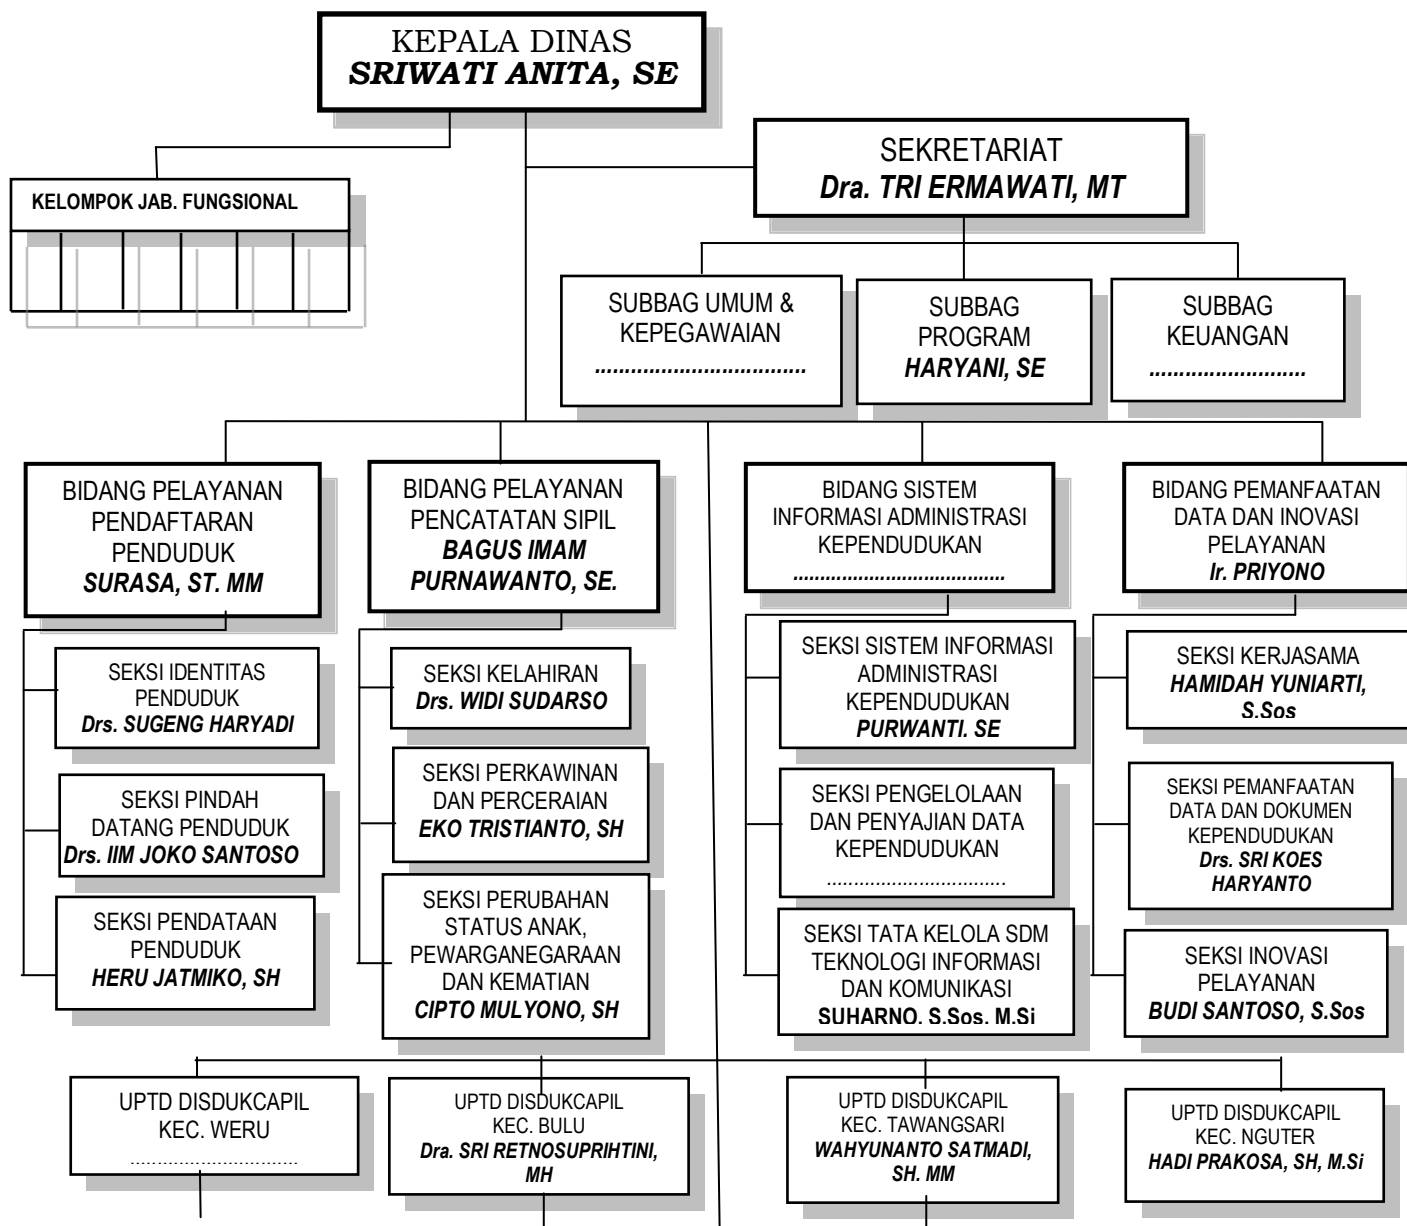 KEPALA DINAS
SRIWATI ANITA, SE
SEKRETARIAT
Dra. TRI ERMAWATI, MT
KELOMPOK JAB. FUNGSIONAL
SUBBAG UMUM &
KEPEGAWAIAN
...................................
SUBBAG
PROGRAM
HARYANI, SE
SUBBAG
KEUANGAN
..........................
BIDANG PELAYANAN
PENDAFTARAN
PENDUDUK
SURASA, ST. MM
BIDANG PELAYANAN
PENCATATAN SIPIL
BAGUS IMAM
PURNAWANTO, SE.
BIDANG SISTEM
INFORMASI ADMINISTRASI
KEPENDUDUKAN
.......................................
BIDANG PEMANFAATAN
DATA DAN INOVASI
PELAYANAN
Ir. PRIYONO
SEKSI IDENTITAS
PENDUDUK
Drs. SUGENG HARYADI
SEKSI PINDAH
DATANG PENDUDUK
Drs. IIM JOKO SANTOSO
SEKSI PENDATAAN
PENDUDUK
HERU JATMIKO, SH
SEKSI KELAHIRAN
Drs. WIDI SUDARSO
SEKSI PERKAWINAN
DAN PERCERAIAN
EKO TRISTIANTO, SH
SEKSI PERUBAHAN
STATUS ANAK,
PEWARGANEGARAAN
DAN KEMATIAN
CIPTO MULYONO, SH
SEKSI SISTEM INFORMASI
ADMINISTRASI
KEPENDUDUKAN
PURWANTI. SE
SEKSI PENGELOLAAN
DAN PENYAJIAN DATA
KEPENDUDUKAN
.................................
SEKSI TATA KELOLA SDM
TEKNOLOGI INFORMASI
DAN KOMUNIKASI
SUHARNO. S.Sos. M.Si
SEKSI KERJASAMA
HAMIDAH YUNIARTI,
S.Sos
SEKSI PEMANFAATAN
DATA DAN DOKUMEN
KEPENDUDUKAN
Drs. SRI KOES
HARYANTO
SEKSI INOVASI
PELAYANAN
BUDI SANTOSO, S.Sos
UPTD DISDUKCAPIL
KEC. WERU
...............................
UPTD DISDUKCAPIL
KEC. BULU
Dra. SRI RETNOSUPRIHTINI,
MH
UPTD DISDUKCAPIL
KEC. TAWANGSARI
WAHYUNANTO SATMADI,
SH. MM
UPTD DISDUKCAPIL
KEC. NGUTER
HADI PRAKOSA, SH, M.Si